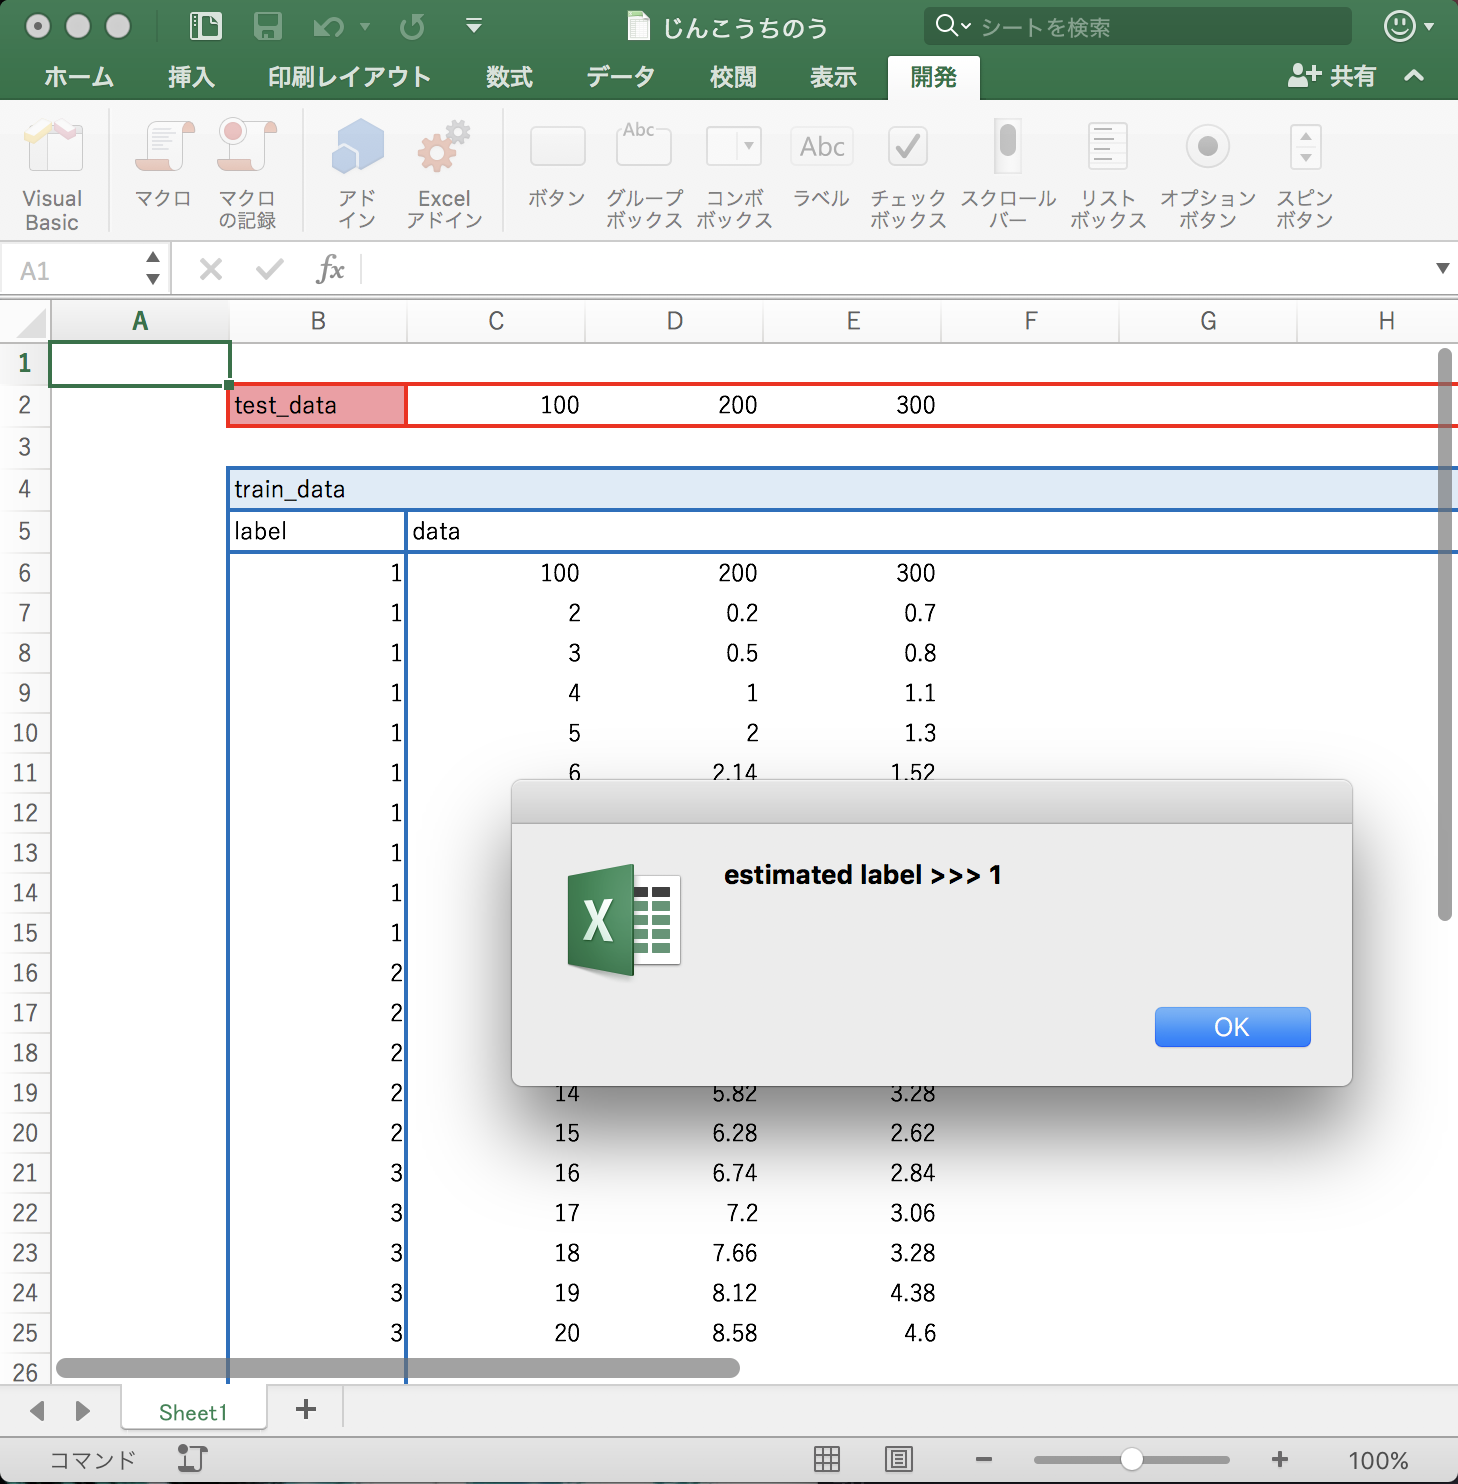 じんこうちのう
シートを検索
ホーム 挿入 印刷レイアウト 数式 データ 校閲 表示 開発 共有
Visual Basic
マクロ
マクロの記録
アドイン
Excel アドイン
ボタン
Abc
グループボックス
コンボボックス
Abc
ラベル
チェックボックス
スクロールバー
リストボックス
オプションボタン
スピンボタン
A1 fx
A B C D E F G H
1
2 test_data 100 200 300
3
4 train_data
5 label data
6 1 100 200 300
7 1 2 0.2 0.7
8 1 3 0.5 0.8
9 1 4 1 1.1
10 1 5 2 1.3
11 1 6 2.14 1.52
12 1
13 1
14 1
15 1
16 2
17 2
18 2
19 2 14 5.82 3.28
20 2 15 6.28 2.62
21 3 16 6.74 2.84
22 3 17 7.2 3.06
23 3 18 7.66 3.28
24 3 19 8.12 4.38
25 3 20 8.58 4.6
26
X
estimated label >>> 1
OK
Sheet1
コマンド 100%